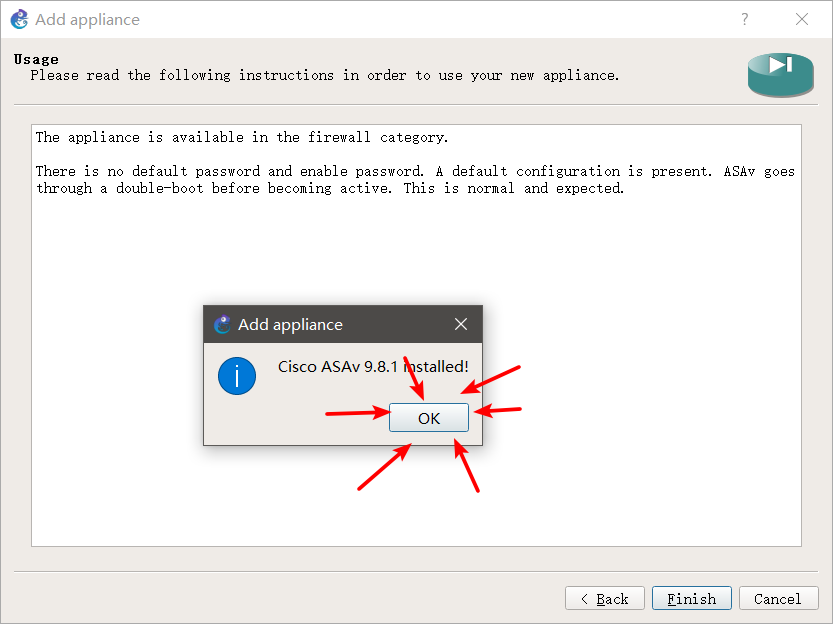 Add appliance
Usage
Please read the following instructions in order to use your new appliance.
The appliance is available in the firewall category.
There is no default password and enable password. A default configuration is present. ASAv goes
through a double-boot before becoming active. This is normal and expected.
Add appliance
Cisco ASAv 9.8.1 installed!
OK
< Back
Finish
Cancel